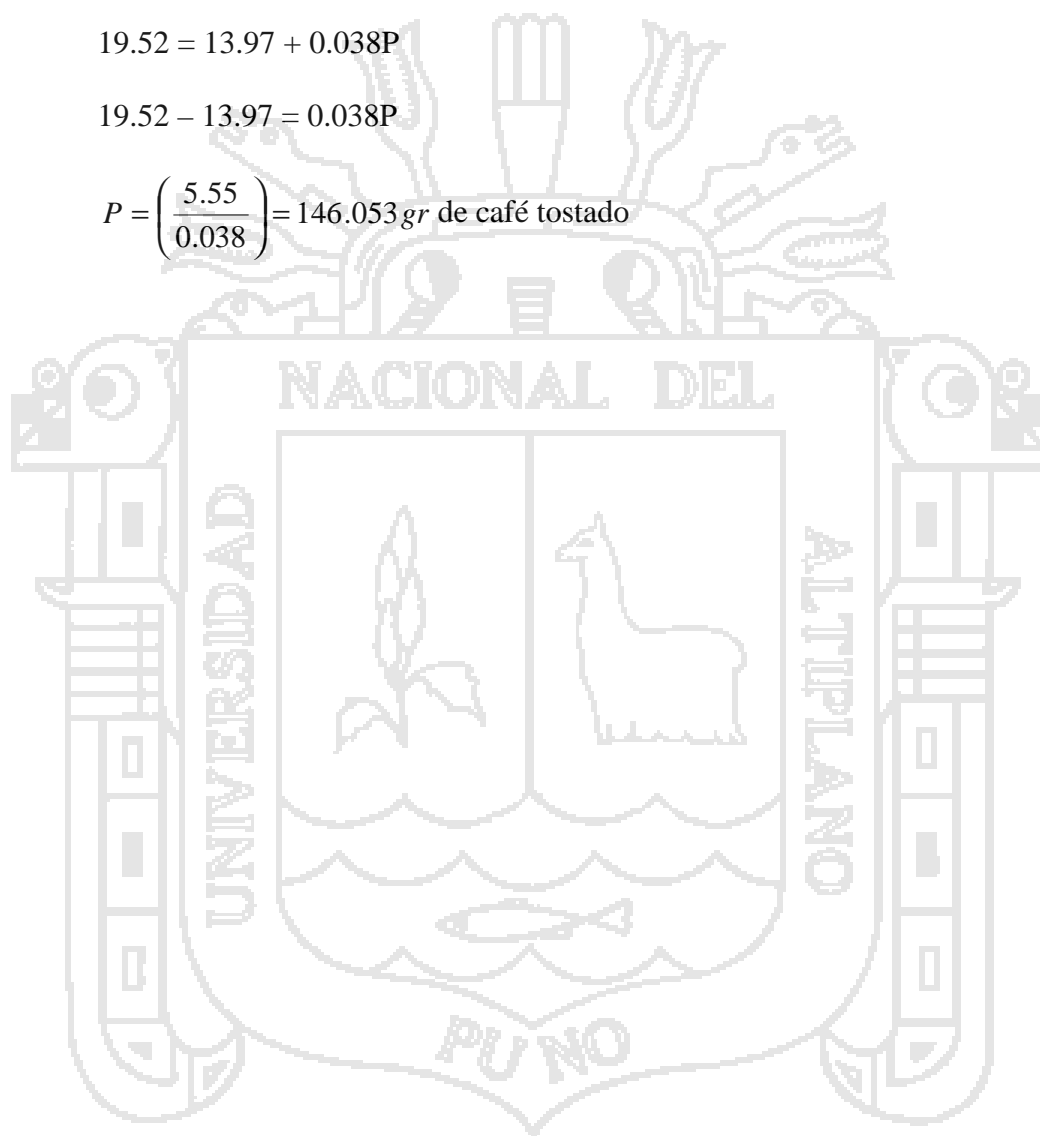 19.52 = 13.97 + 0.038P
19.52 – 13.97 = 0.038P
P = (5.55 / 0.038) = 146.053 gr de café tostado
NACIONAL DEL
UNIVERSIDAD
ALTIPLANO
PUNO